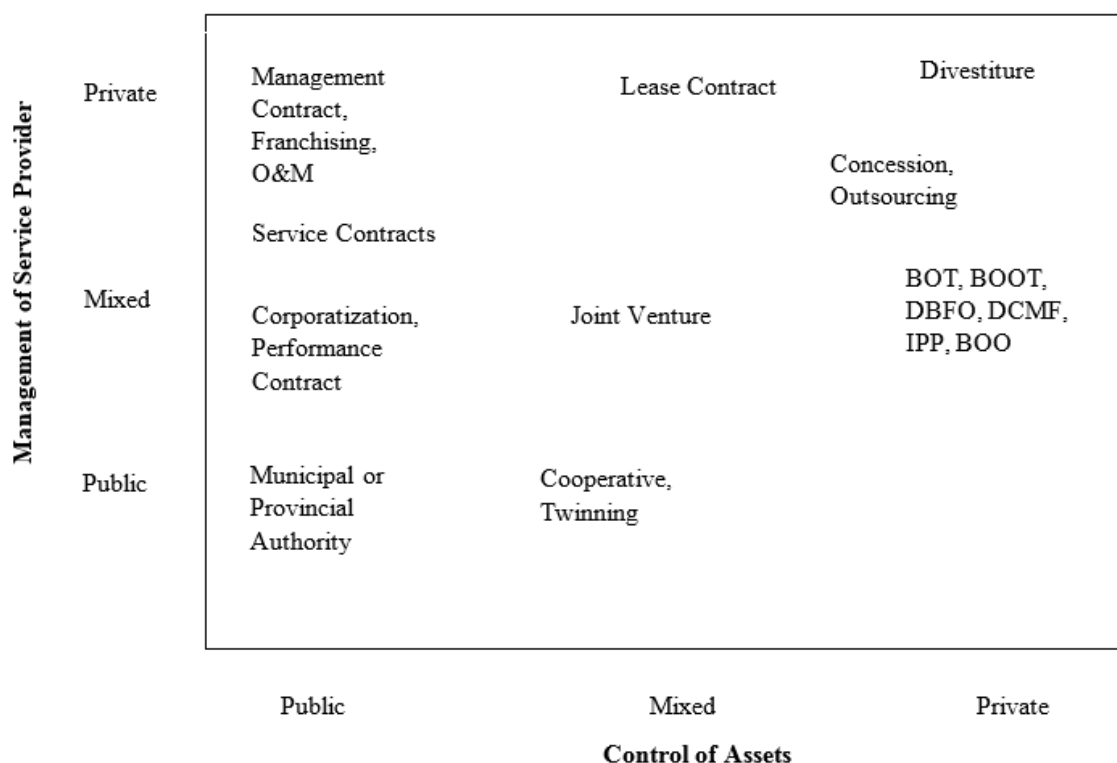 Management of Service Provider
Private
Management
Contract,
Franchising,
O&M
Lease Contract
Divestiture
Concession,
Outsourcing
Service Contracts
Mixed
Corporatization,
Performance
Contract
Joint Venture
BOT, BOOT,
DBFO, DCMF,
IPP, BOO
Public
Municipal or
Provincial
Authority
Cooperative,
Twinning
Public
Mixed
Private
Control of Assets